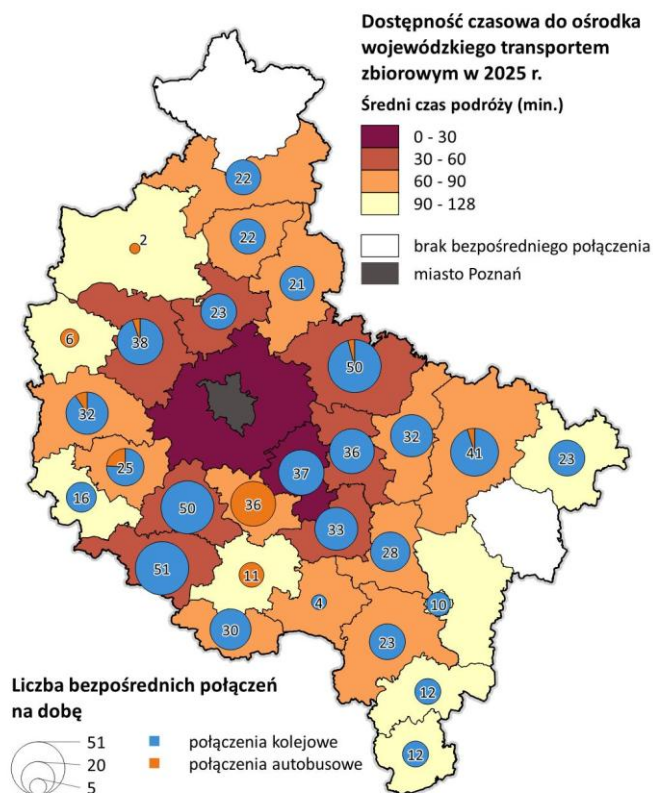 Dostępność czasowa do ośrodka
wojewódzkiego transportem
zbiorowym w 2025 r.
Średni czas podróży (min.)
0 - 30
30 - 60
60 - 90
90 - 128
brak bezpośredniego połączenia
miasto Poznań
22
2
22
21
23
6
38
50
32
41
23
32
36
25
37
16
50
36
33
28
51
11
4
10
30
23
12
12
Liczba bezpośrednich połączeń
na dobę
51
20
5
połączenia kolejowe
połączenia autobusowe